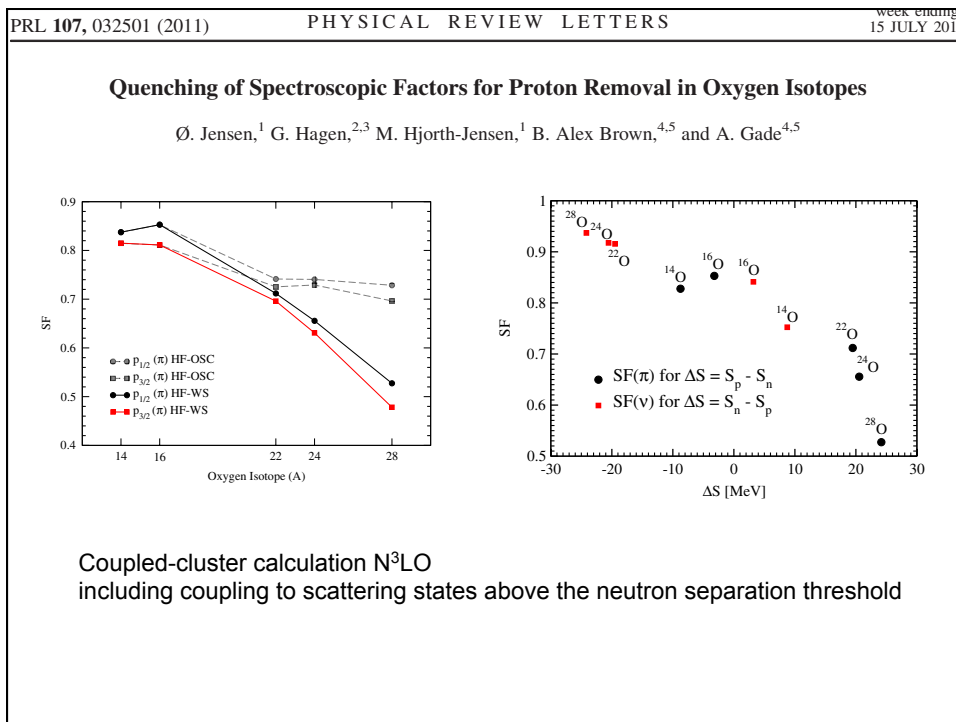 week ending
PRL 107, 032501 (2011) PHYSICAL REVIEW LETTERS 15 JULY 201
Quenching of Spectroscopic Factors for Proton Removal in Oxygen Isotopes
Ø. Jensen,¹ G. Hagen,²,³ M. Hjorth-Jensen,¹ B. Alex Brown,⁴,⁵ and A. Gade⁴,⁵
0.9
0.8
0.7
0.6
0.5
0.4
SF
p₁/₂ (π) HF-OSC
p₃/₂ (π) HF-OSC
p₁/₂ (π) HF-WS
p₃/₂ (π) HF-WS
14 16 22 24 28
Oxygen Isotope (A)
1
0.9
0.8
0.7
0.6
0.5
SF
²⁸O
²⁴O
²²O
¹⁴O
¹⁶O
¹⁶O
¹⁴O
²²O
²⁴O
²⁸O
SF(π) for ΔS = Sₚ - Sₙ
SF(ν) for ΔS = Sₙ - Sₚ
-30 -20 -10 0 10 20 30
ΔS [MeV]
Coupled-cluster calculation N³LO
including coupling to scattering states above the neutron separation threshold